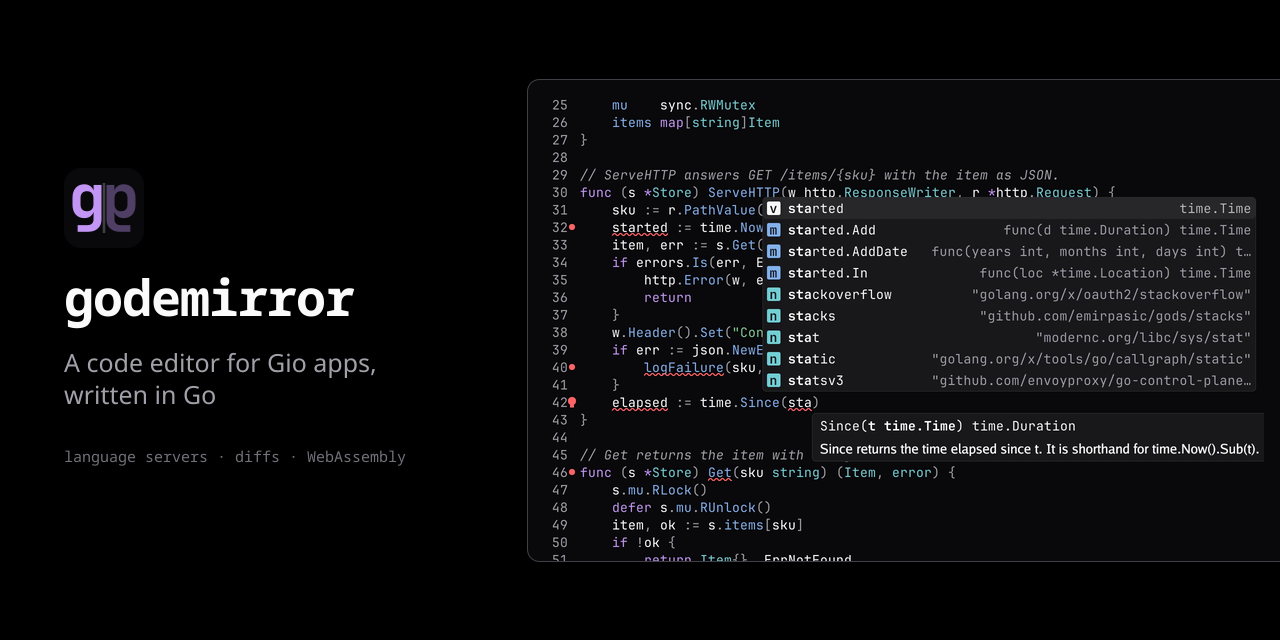 gp
godemirror
A code editor for Gio apps,
written in Go
language servers · diffs · WebAssembly
25 mu sync.RWMutex
26 items map[string]Item
27 }
28
29 // ServeHTTP answers GET /items/{sku} with the item as JSON.
30 func (s *Store) ServeHTTP(w http.ResponseWriter, r *http.Request) {
31 sku := r.PathValue(
32 started := time.Now
33 item, err := s.Get(
34 if errors.Is(err, E
35 http.Error(w, e
36 return
37 }
38 w.Header().Set("Con
39 if err := json.NewE
40 logFailure(sku,
41 }
42 elapsed := time.Since(sta)
43 }
44
45 // Get returns the item with
46 func (s *Store) Get(sku string) (Item, error) {
47 s.mu.RLock()
48 defer s.mu.RUnlock()
49 item, ok := s.items[sku]
50 if !ok {
51 return Item{}, ErrNotFound
v started time.Time
m started.Add func(d time.Duration) time.Time
m started.AddDate func(years int, months int, days int) t…
m started.In func(loc *time.Location) time.Time
n stackoverflow "golang.org/x/oauth2/stackoverflow"
n stacks "github.com/emirpasic/gods/stacks"
n stat "modernc.org/libc/sys/stat"
n static "golang.org/x/tools/go/callgraph/static"
n statsv3 "github.com/envoyproxy/go-control-plane…
Since(t time.Time) time.Duration
Since returns the time elapsed since t. It is shorthand for time.Now().Sub(t).